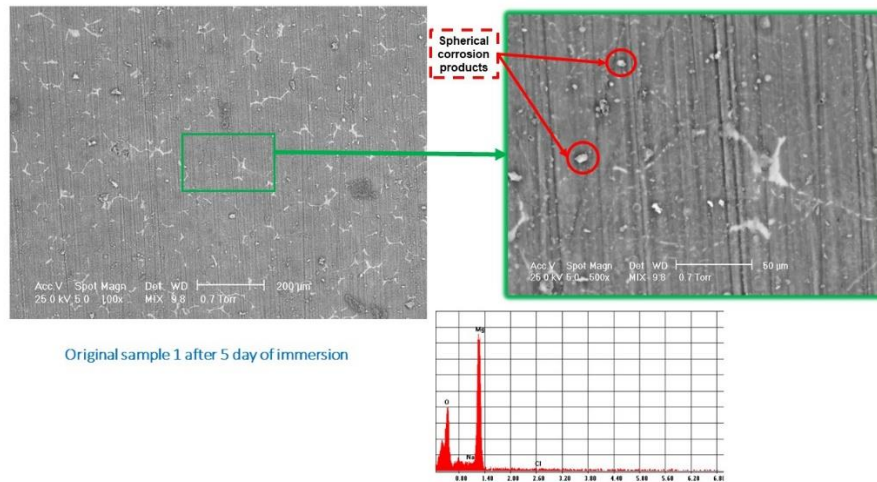 Spherical
corrosion
products
Acc.V Spot Magn Det WD
25.0 kV 5.0 100x MIX 9.8 0.7 Torr
200 µm
Acc.V Spot Magn Det WD
25.0 kV 5.0 500x MIX 9.8 0.7 Torr
50 µm
Original sample 1 after 5 day of immersion
Mg
O
Na
Cl
0.00 1.40 2.00 2.60 3.20 3.80 4.40 5.00 5.60 6.20 6.80